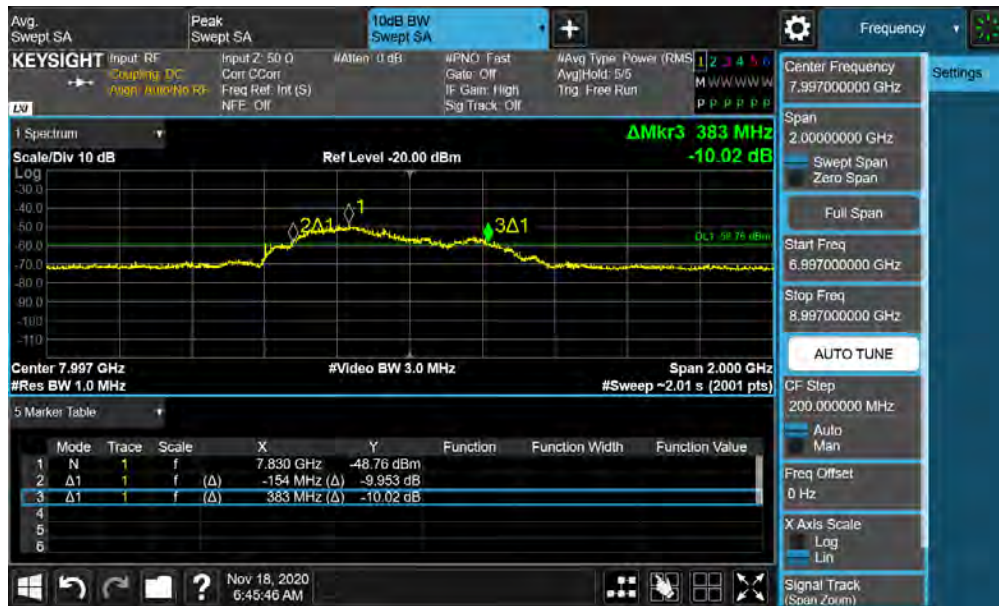 Avg.
Swept SA
Peak
Swept SA
10dB BW
Swept SA
+
Frequency
KEYSIGHT
Input: RF
Coupling: DC
Align: Auto/No RF
Input Z: 50 Ω
Corr CCorr
Freq Ref: Int (S)
NFE: Off
#Atten: 0 dB
#PNO: Fast
Gate: Off
IF Gain: High
Sig Track: Off
#Avg Type: Power (RMS
Avg|Hold: 5/5
Trig: Free Run
1 2 3 4 5 6
M W W W W W
P P P P P P
LXI
Center Frequency
7.997000000 GHz
Settings
Span
2.00000000 GHz
Swept Span
Zero Span
Full Span
Start Freq
6.997000000 GHz
Stop Freq
8.997000000 GHz
AUTO TUNE
CF Step
200.000000 MHz
Auto
Man
Freq Offset
0 Hz
X Axis Scale
Log
Lin
Signal Track
(Span Zoom)
1 Spectrum
ΔMkr3 383 MHz
-10.02 dB
Scale/Div 10 dB
Ref Level -20.00 dBm
Log
-30.0
-40.0
-50.0
-60.0
-70.0
-80.0
-90.0
-100
-110
1
2Δ1
3Δ1
DL1 -58.76 dBm
Center 7.997 GHz
#Video BW 3.0 MHz
Span 2.000 GHz
#Res BW 1.0 MHz
#Sweep ~2.01 s (2001 pts)
5 Marker Table
Mode Trace Scale X Y Function Function Width Function Value
1 N 1 f 7.830 GHz -48.76 dBm
2 Δ1 1 f (Δ) -154 MHz (Δ) -9.953 dB
3 Δ1 1 f (Δ) 383 MHz (Δ) -10.02 dB
4
5
6
?
Nov 18, 2020
6:45:46 AM